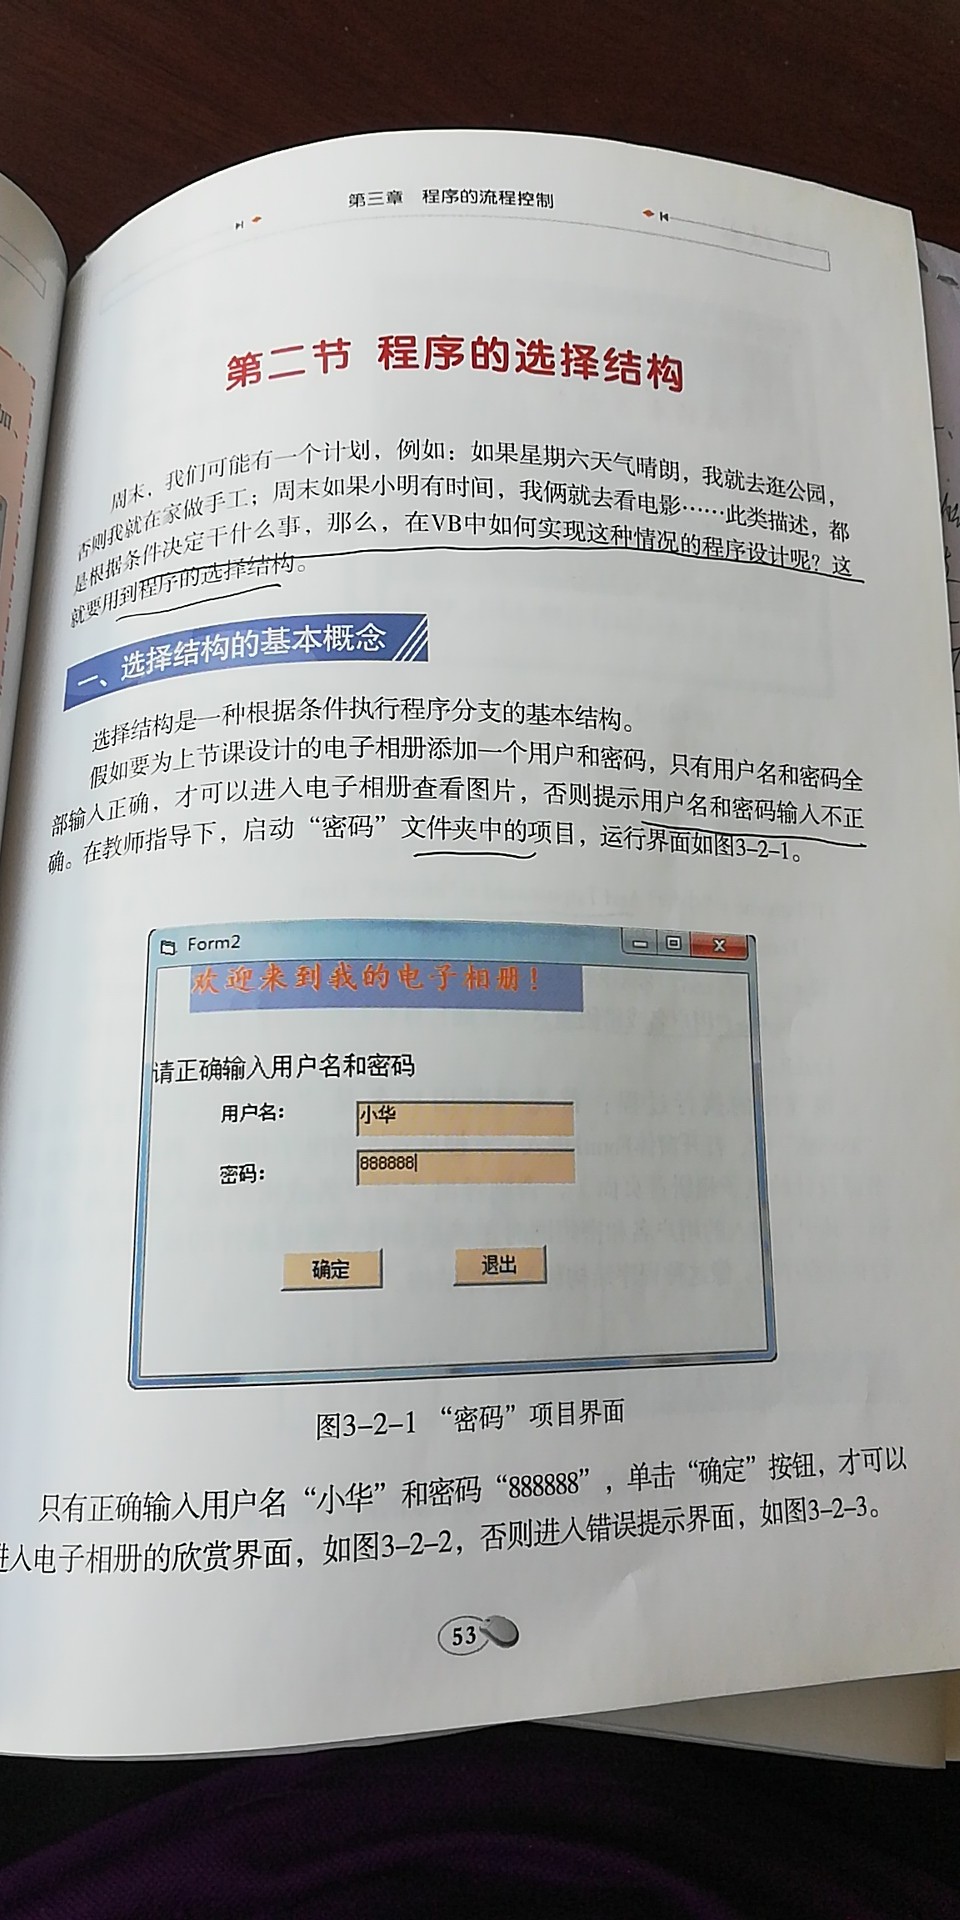 第三章 程序的流程控制
第二节 程序的选择结构
周末，我们可能有一个计划，例如：如果星期六天气晴朗，我就去逛公园，
否则我就在家做手工；周末如果小明有时间，我俩就去看电影……此类描述，都
是根据条件决定干什么事，那么，在VB中如何实现这种情况的程序设计呢？这
就要用到程序的选择结构。
一、选择结构的基本概念
选择结构是一种根据条件执行程序分支的基本结构。
假如要为上节课设计的电子相册添加一个用户和密码，只有用户名和密码全
部输入正确，才可以进入电子相册查看图片，否则提示用户名和密码输入不正
确。在教师指导下，启动“密码”文件夹中的项目，运行界面如图3-2-1。
Form2
欢迎来到我的电子相册！
请正确输入用户名和密码
用户名： 小华
密码： 888888
确定 退出
图3-2-1 “密码”项目界面
只有正确输入用户名“小华”和密码“888888”，单击“确定”按钮，才可以
进入电子相册的欣赏界面，如图3-2-2，否则进入错误提示界面，如图3-2-3。
53